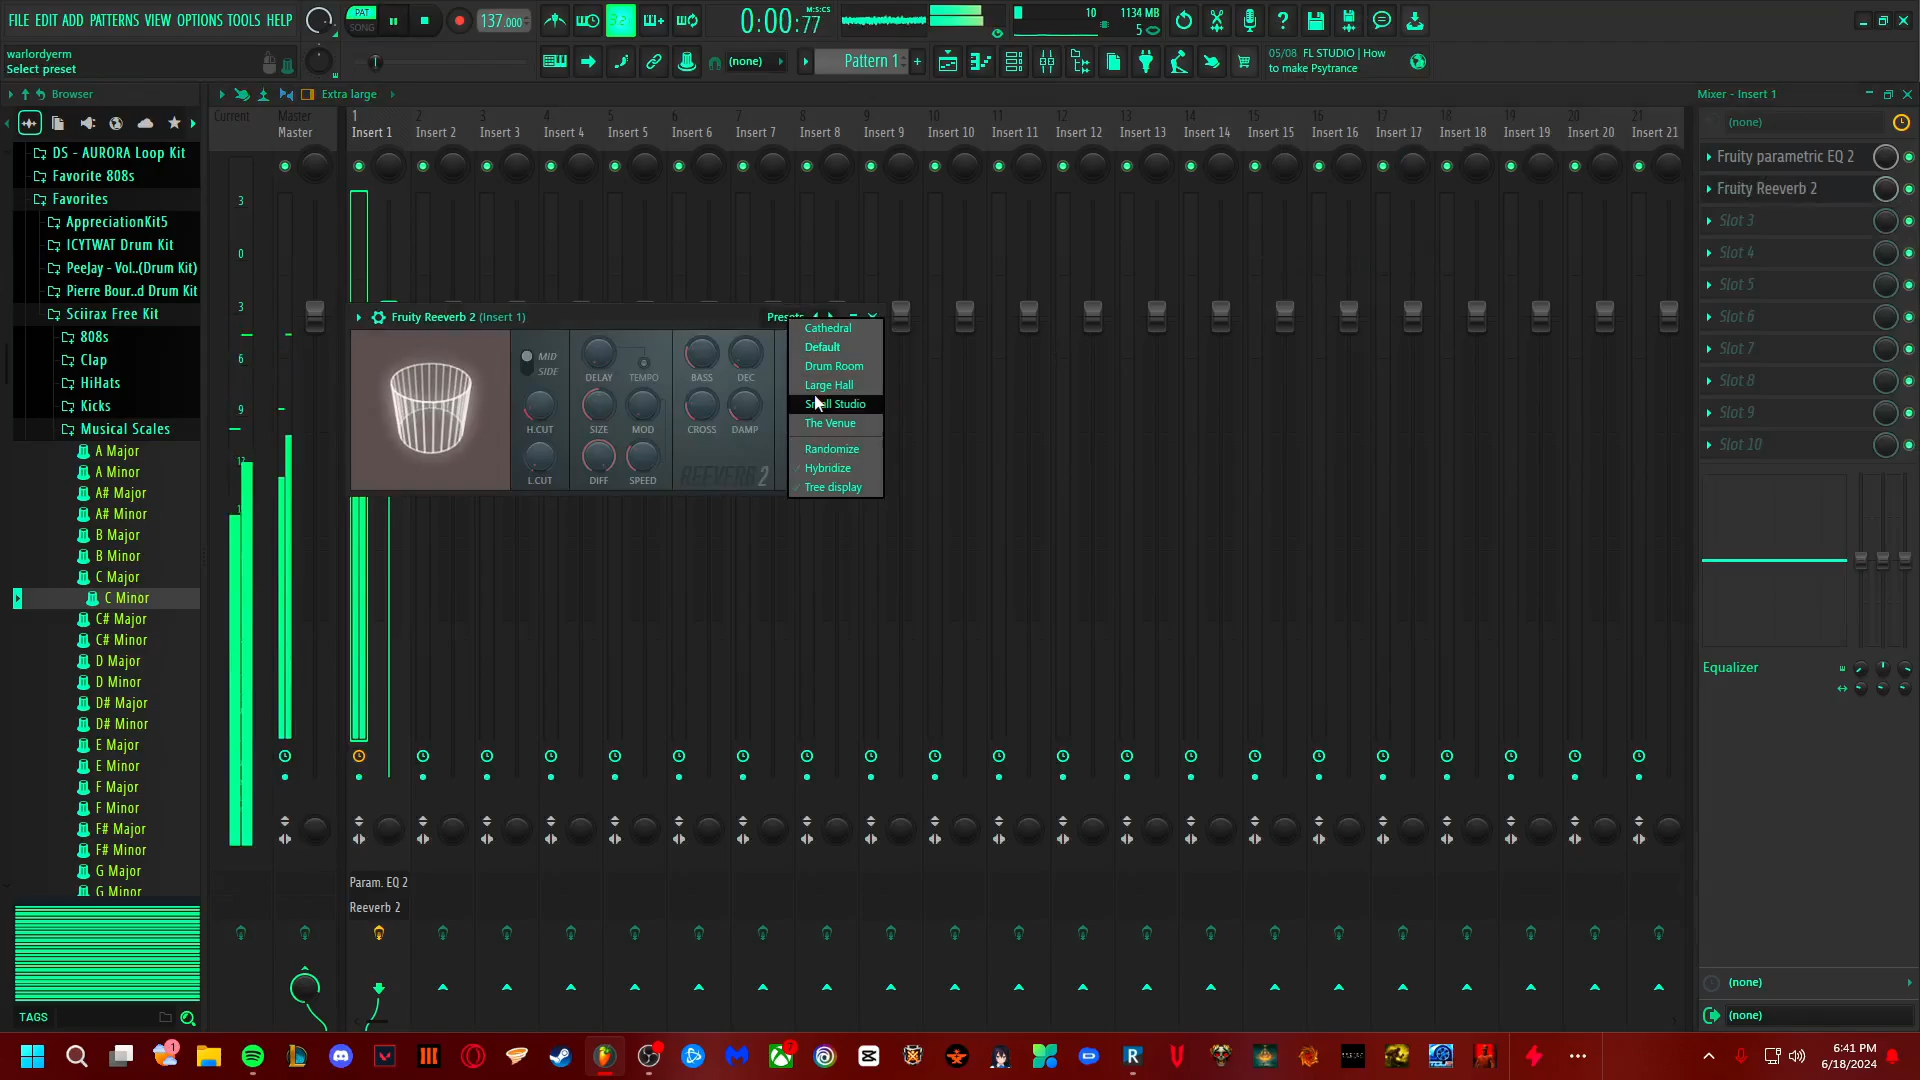 FILE EDIT ADD PATTERNS VIEW OPTIONS TOOLS HELP
PAT
SONG
137.000
32
0:00:77
M:S:CS
10
1134 MB
5
warlordyerm
Select preset
(none)
Pattern 1
05/08 FL STUDIO | How
to make Psytrance
Browser
Extra large
Mixer - Insert 1
DS - AURORA Loop Kit
Favorite 808s
Favorites
AppreciationKit5
ICYTWAT Drum Kit
PeeJay - Vol..(Drum Kit)
Pierre Bour..d Drum Kit
Sciirax Free Kit
808s
Clap
HiHats
Kicks
Musical Scales
A Major
A Minor
A# Major
A# Minor
B Major
B Minor
C Major
C Minor
C# Major
C# Minor
D Major
D Minor
D# Major
D# Minor
E Major
E Minor
F Major
F Minor
F# Major
F# Minor
G Major
G Minor
TAGS
Current
Master
Master
1
Insert 1
2
Insert 2
3
Insert 3
4
Insert 4
5
Insert 5
6
Insert 6
7
Insert 7
8
Insert 8
9
Insert 9
10
Insert 10
11
Insert 11
12
Insert 12
13
Insert 13
14
Insert 14
15
Insert 15
16
Insert 16
17
Insert 17
18
Insert 18
19
Insert 19
20
Insert 20
21
Insert 21
3
0
3
6
9
12
Fruity Reeverb 2 (Insert 1)
Presets
MID
SIDE
H.CUT
L.CUT
DELAY
TEMPO
SIZE
MOD
DIFF
SPEED
BASS
DEC
CROSS
DAMP
REEVERB 2
Cathedral
Default
Drum Room
Large Hall
Small Studio
The Venue
Randomize
Hybridize
Tree display
Param. EQ 2
Reeverb 2
(none)
Fruity parametric EQ 2
Fruity Reeverb 2
Slot 3
Slot 4
Slot 5
Slot 6
Slot 7
Slot 8
Slot 9
Slot 10
Equalizer
(none)
(none)
6:41 PM
6/18/2024